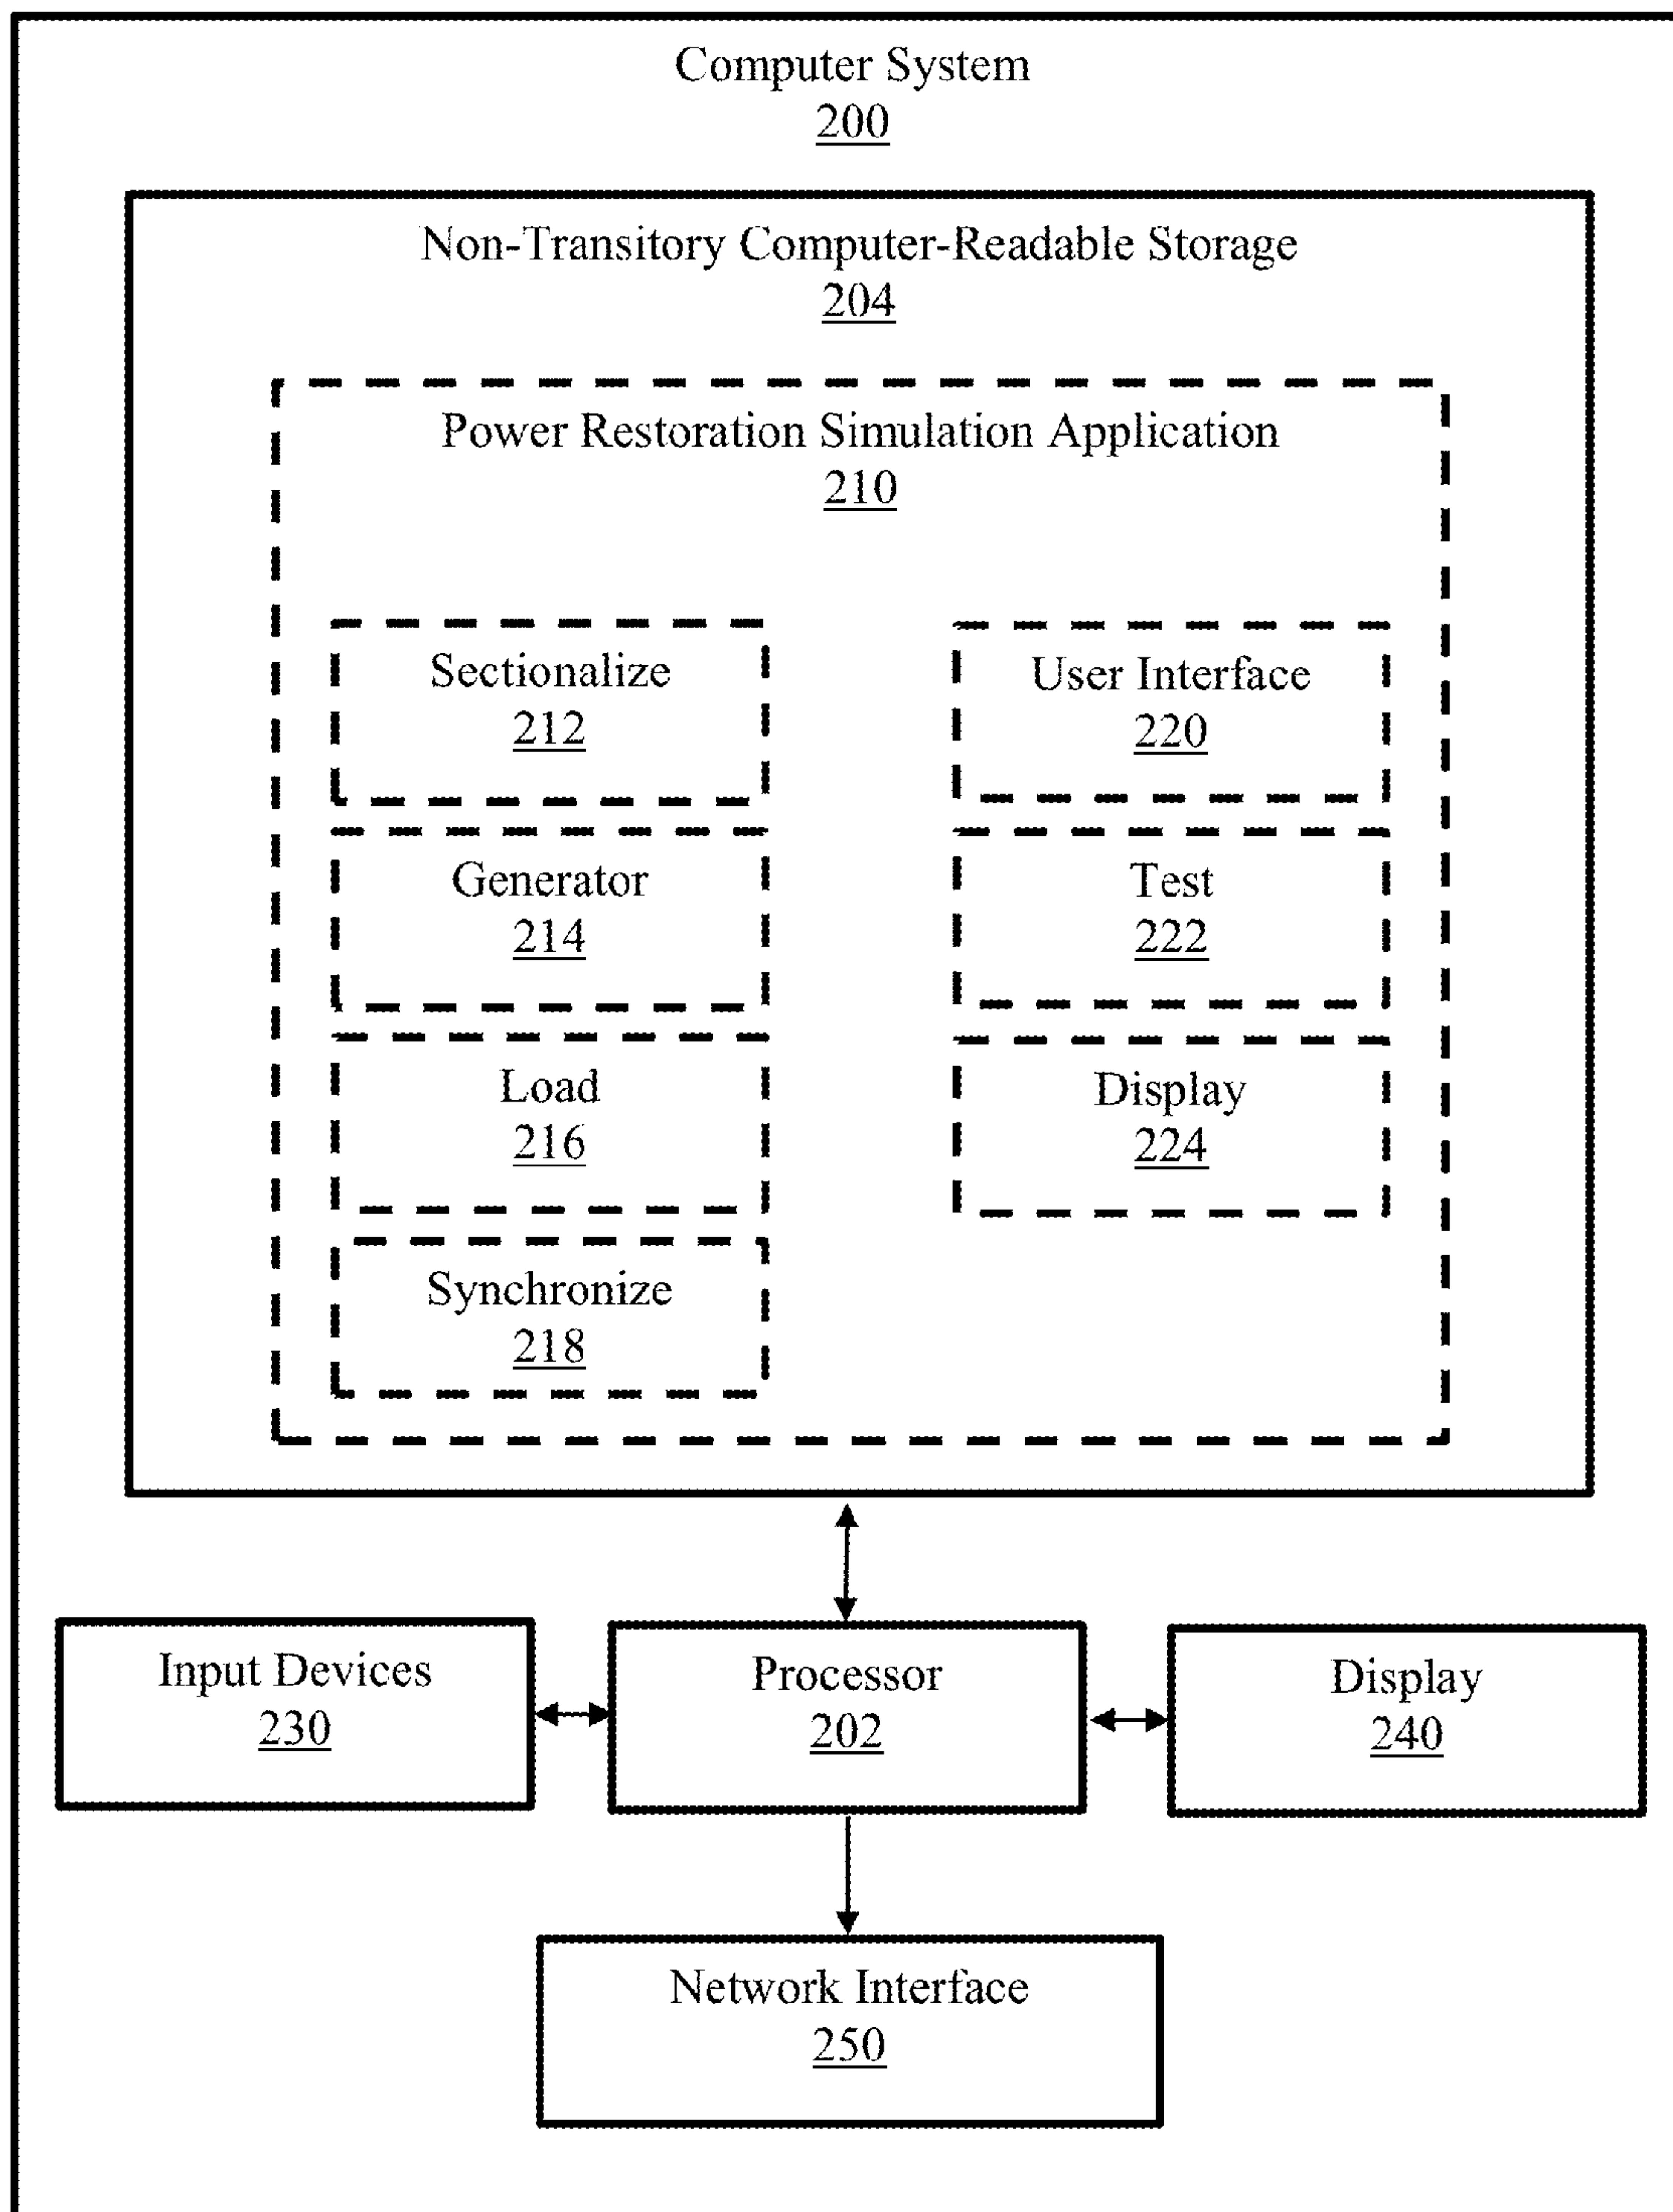 Computer System
200
Non-Transitory Computer-Readable Storage
204
Power Restoration Simulation Application
210
Sectionalize
212
Generator
214
Load
216
Synchronize
218
User Interface
220
Test
222
Display
224
Input Devices
230
Processor
202
Display
240
Network Interface
250